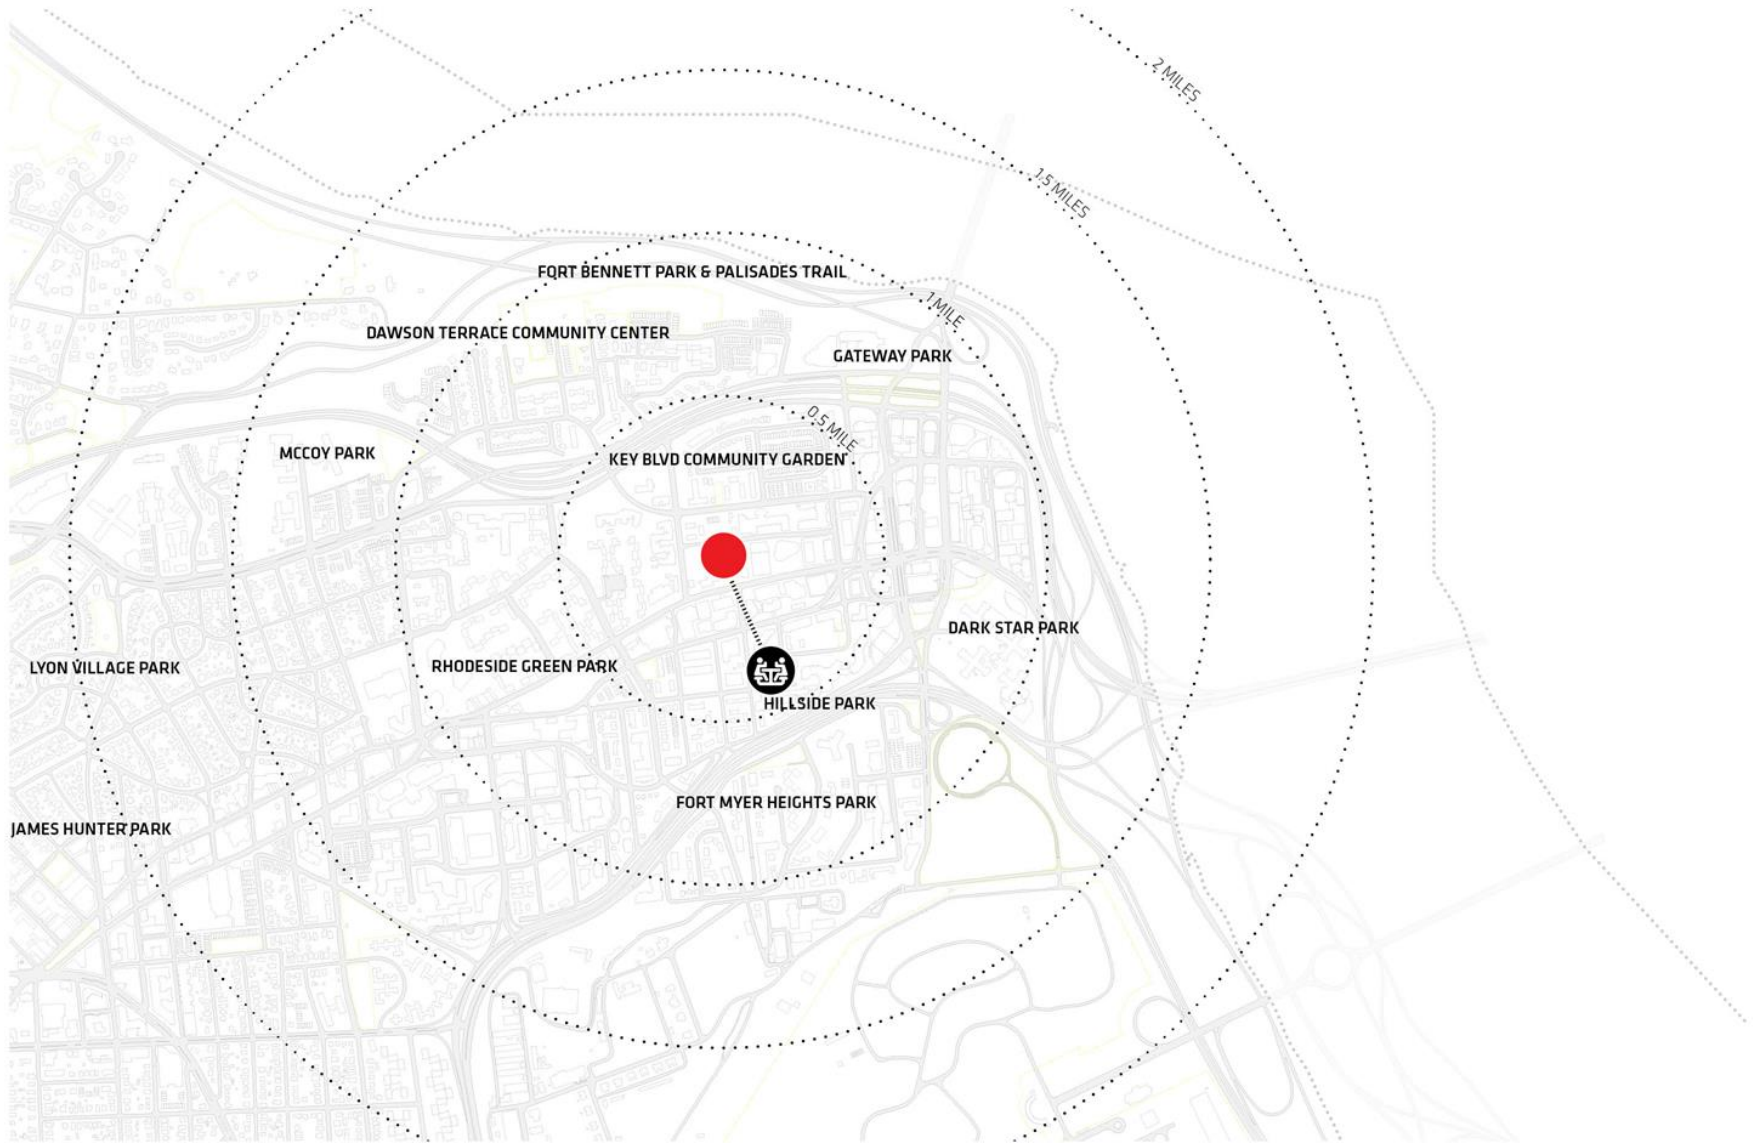 2 MILES
1.5 MILES
FORT BENNETT PARK & PALISADES TRAIL
1 MILE
DAWSON TERRACE COMMUNITY CENTER
GATEWAY PARK
0.5 MILE
MCCOY PARK
KEY BLVD COMMUNITY GARDEN
DARK STAR PARK
LYON VILLAGE PARK
RHODESIDE GREEN PARK
HILLSIDE PARK
FORT MYER HEIGHTS PARK
JAMES HUNTER PARK